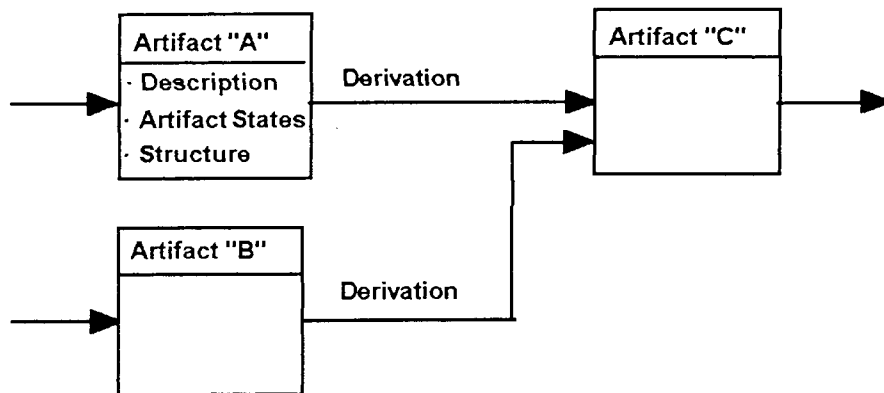 Artifact "A"
· Description
· Artifact States
· Structure
Derivation
Artifact "C"
Artifact "B"
Derivation